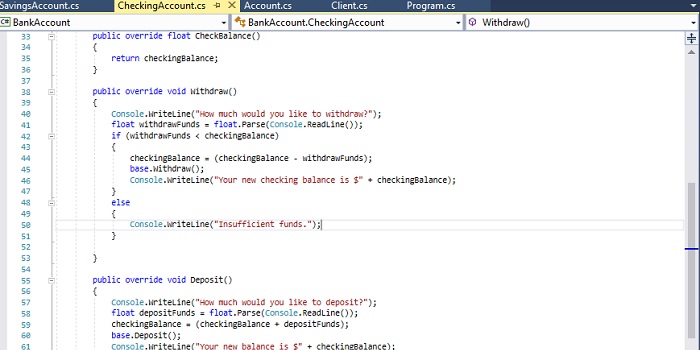 SavingsAccount.cs CheckingAccount.cs Account.cs Client.cs Program.cs
C# BankAccount BankAccount.CheckingAccount Withdraw()
33 public override float CheckBalance()
34 {
35 return checkingBalance;
36 }
37
38 public override void Withdraw()
39 {
40 Console.WriteLine("How much would you like to withdraw?");
41 float withdrawFunds = float.Parse(Console.ReadLine());
42 if (withdrawFunds < checkingBalance)
43 {
44 checkingBalance = (checkingBalance - withdrawFunds);
45 base.Withdraw();
46 Console.WriteLine("Your new checking balance is $" + checkingBalance);
47 }
48 else
49 {
50 Console.WriteLine("Insufficient funds.");
51 }
52
53 }
54
55 public override void Deposit()
56 {
57 Console.WriteLine("How much would you like to deposit?");
58 float depositFunds = float.Parse(Console.ReadLine());
59 checkingBalance = (checkingBalance + depositFunds);
60 base.Deposit();
61 Console.WriteLine("Your new balance is $" + checkingBalance);